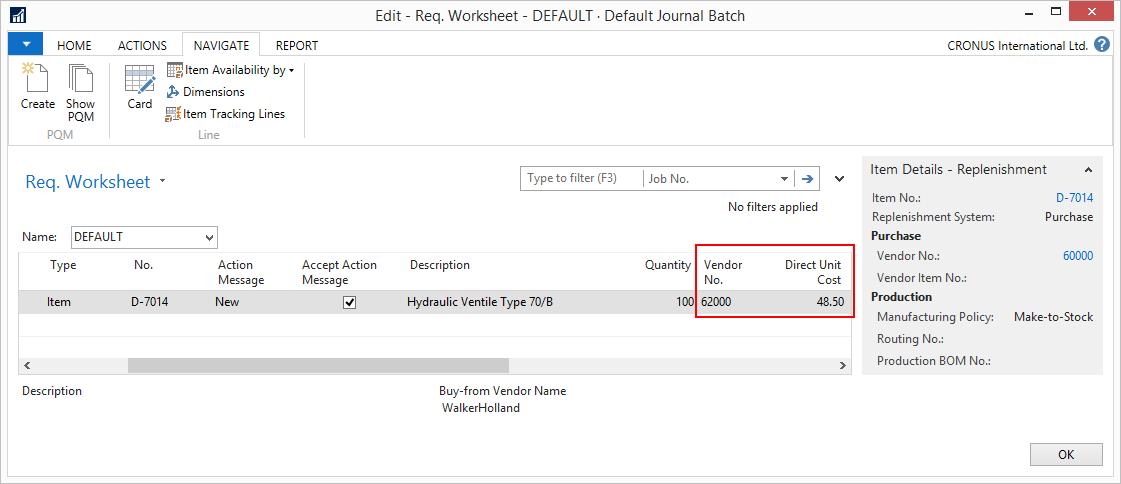 Edit - Req. Worksheet - DEFAULT · Default Journal Batch
HOME ACTIONS NAVIGATE REPORT
CRONUS International Ltd. ?
Create
Show PQM
PQM
Card
Item Availability by
Dimensions
Item Tracking Lines
Line
Req. Worksheet
Type to filter (F3) Job No.
No filters applied
Name: DEFAULT
Type No. Action Message Accept Action Message Description Quantity Vendor No. Direct Unit Cost
Item D-7014 New Hydraulic Ventile Type 70/B 100 62000 48.50
Description
Buy-from Vendor Name
WalkerHolland
Item Details - Replenishment
Item No.: D-7014
Replenishment System: Purchase
Purchase
Vendor No.: 60000
Vendor Item No.:
Production
Manufacturing Policy: Make-to-Stock
Routing No.:
Production BOM No.:
OK